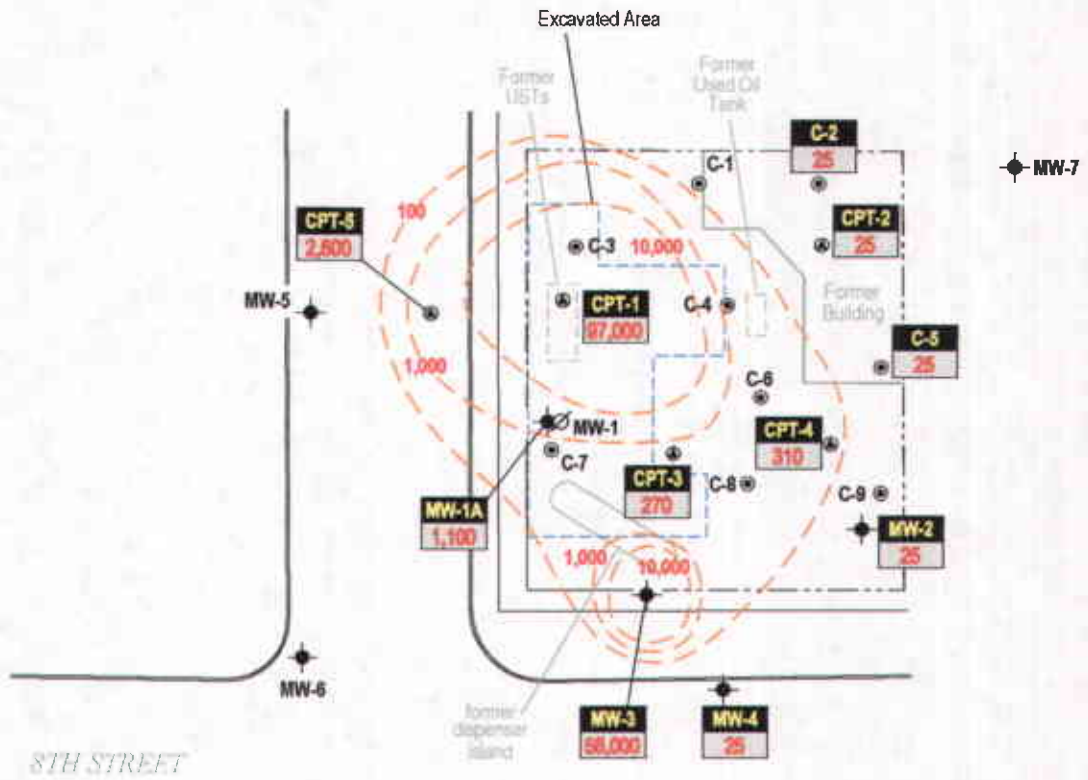 Excavated Area
Former
USTs
Former
Used Oil
Tank
C-2
25
C-1
MW-7
100
CPT-5
2,600
C-3
10,000
CPT-2
25
MW-5
CPT-1
97,000
C-4
Former
Building
1,000
C-5
25
C-6
MW-1
CPT-4
310
C-7
CPT-3
270
C-8
C-9
MW-1A
1,100
MW-2
25
1,000
10,000
MW-6
former
dispenser
island
MW-3
MW-4
25
8TH STREET